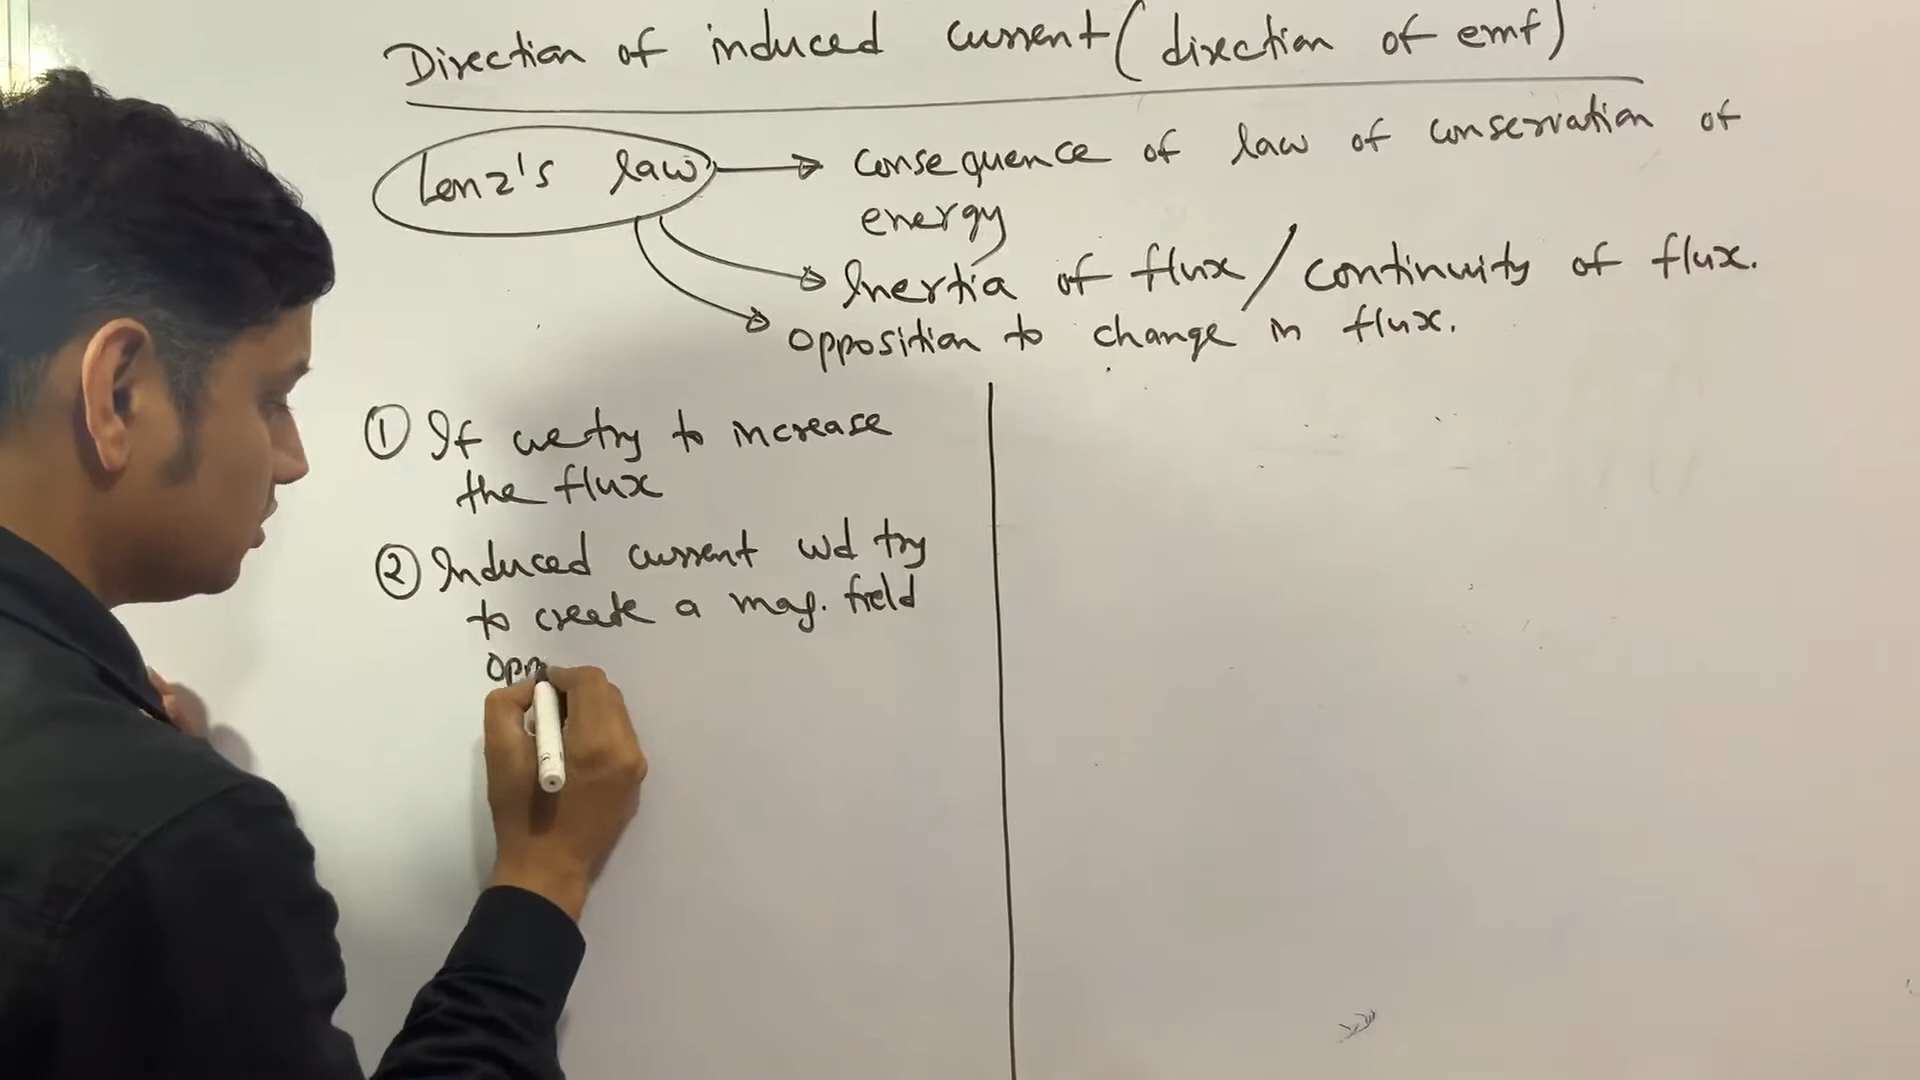 Direction of induced current (direction of emf)
Lenz's law → Consequence of law of conservation of
energy
→ Inertia of flux / continuity of flux.
→ Opposition to change in flux.
① If we try to increase
the flux
② Induced current wd try
to create a mag. field